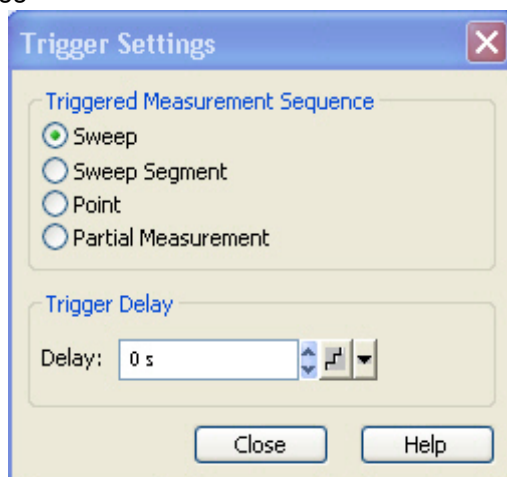 Trigger Settings
Triggered Measurement Sequence
Sweep
Sweep Segment
Point
Partial Measurement
Trigger Delay
Delay: 0 s
Close Help